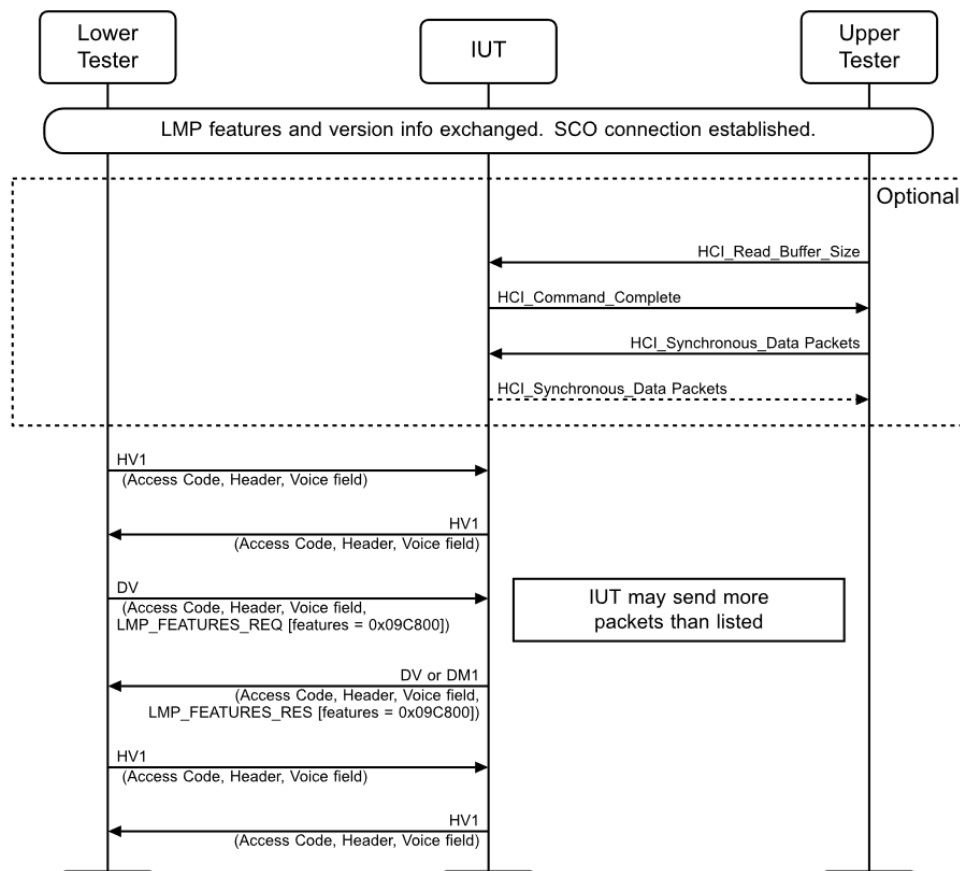 Lower
Tester
IUT
Upper
Tester
LMP features and version info exchanged. SCO connection established.
Optional
HCI_Read_Buffer_Size
HCI_Command_Complete
HCI_Synchronous_Data Packets
HCI_Synchronous_Data Packets
HV1
(Access Code, Header, Voice field)
HV1
(Access Code, Header, Voice field)
DV
(Access Code, Header, Voice field,
LMP_FEATURES_REQ [features = 0x09C800])
IUT may send more
packets than listed
DV or DM1
(Access Code, Header, Voice field,
LMP_FEATURES_RES [features = 0x09C800])
HV1
(Access Code, Header, Voice field)
HV1
(Access Code, Header, Voice field)